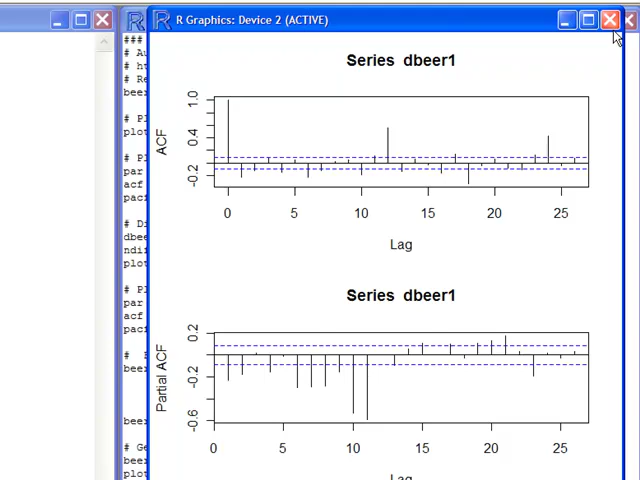 R Graphics: Device 2 (ACTIVE)
###
# Au
# ht
# Re
beer
# Pl
plot
# Pl
par
acf
paci
# Di
dbee
ndif
plot
# Pl
par
acf
paci
#
beer
beer
# Ge
beer
plot
Series dbeer1
ACF
1.0
0.4
-0.2
0 5 10 15 20 25
Lag
Series dbeer1
Partial ACF
0.2
-0.2
-0.6
0 5 10 15 20 25